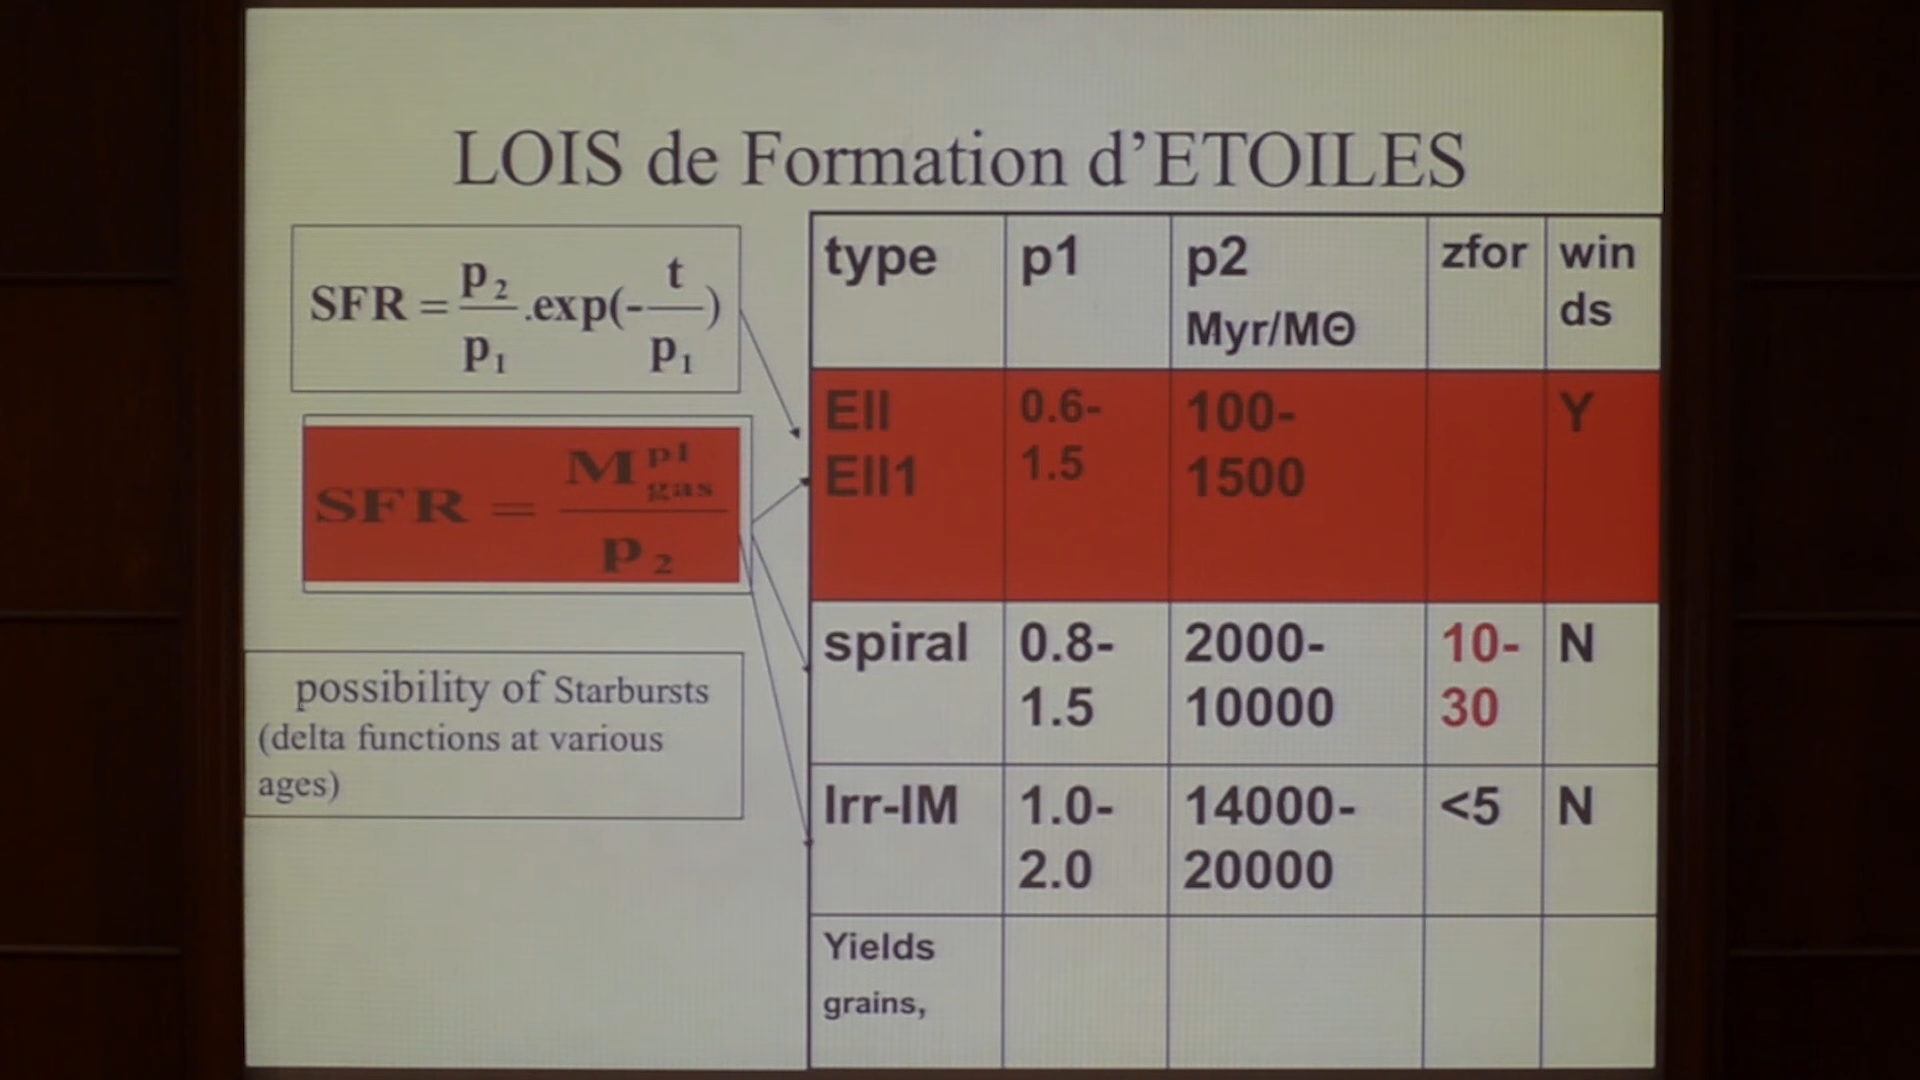 LOIS de Formation d'ETOILES
SFR = p₂/p₁ .exp(-t/p₁)
SFR = M_gas^p1 / p₂
possibility of Starbursts
(delta functions at various
ages)
type p1 p2 zfor win
Myr/MΘ ds
Ell 0.6- 100- Y
Ell1 1.5 1500
spiral 0.8- 2000- 10- N
1.5 10000 30
Irr-IM 1.0- 14000- <5 N
2.0 20000
Yields
grains,